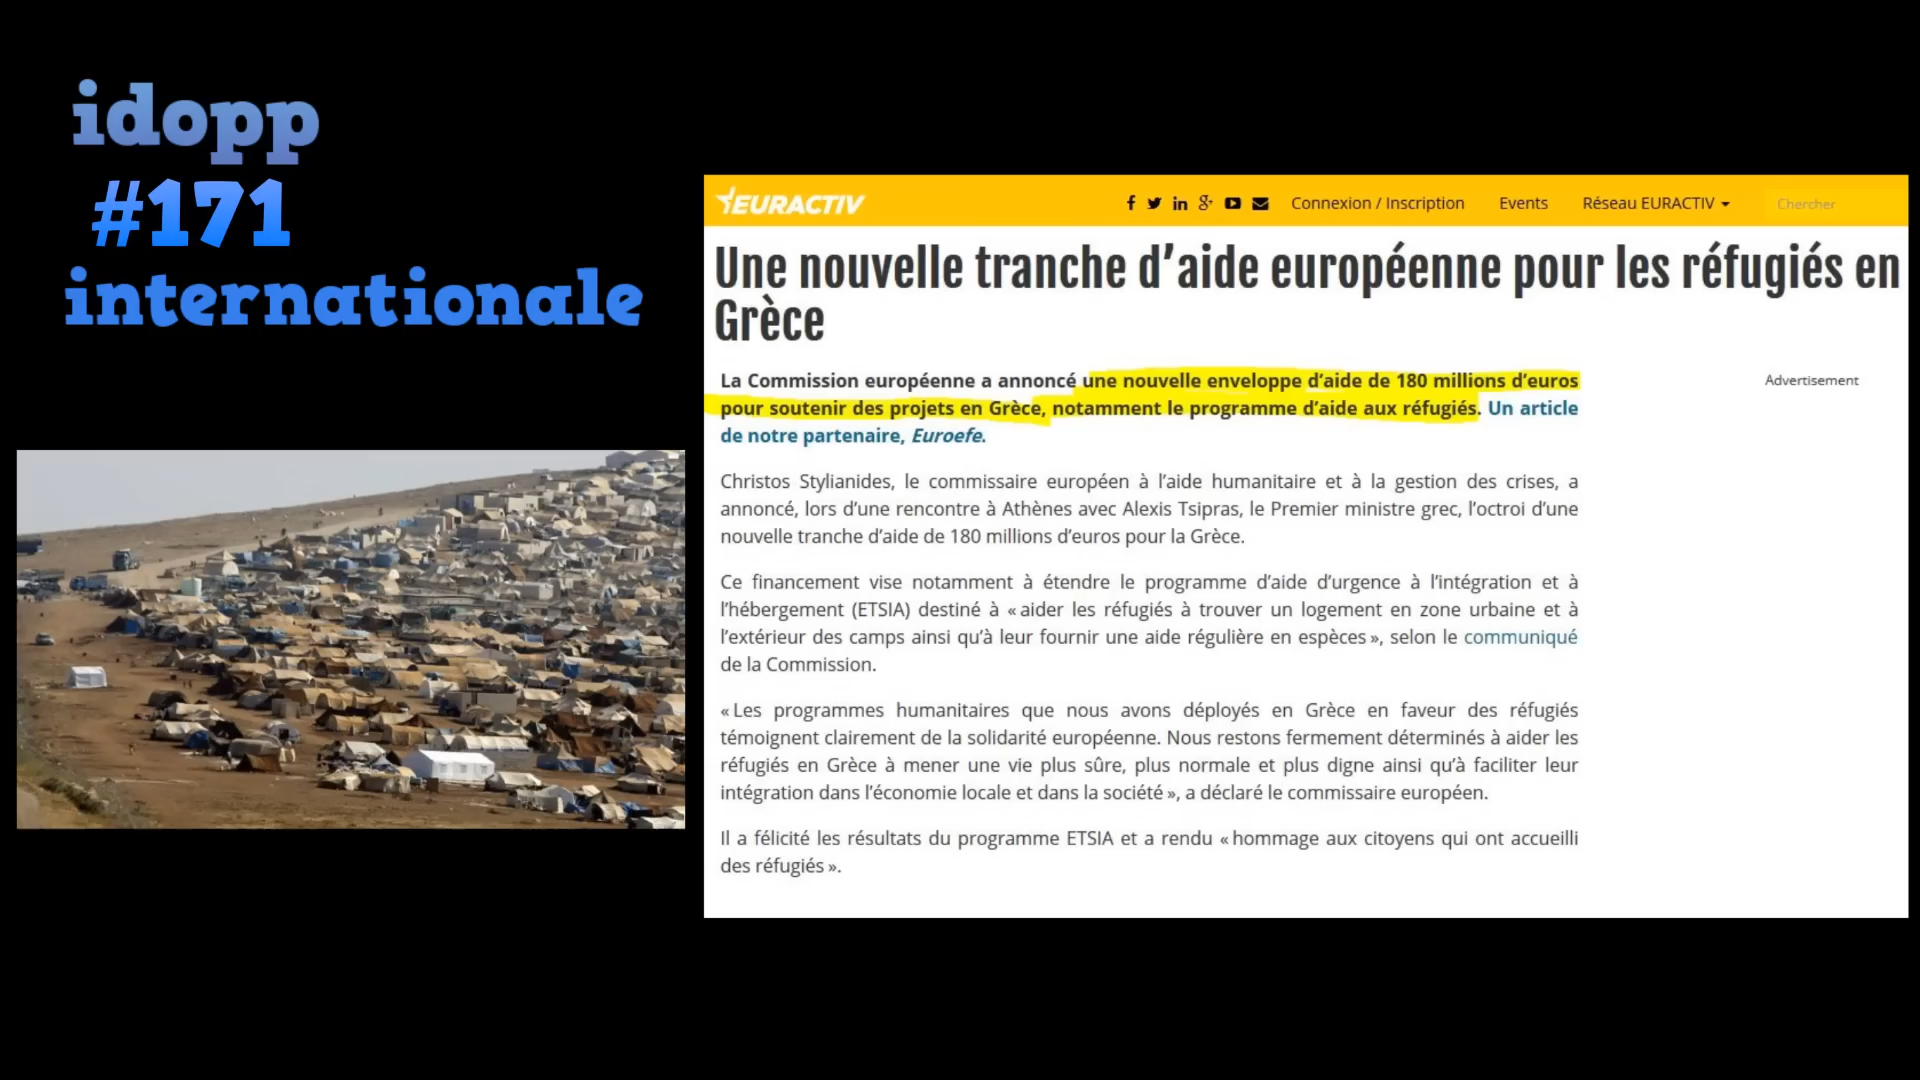 idopp
#171
internationale
EURACTIV
Connexion / Inscription Events Réseau EURACTIV Chercher
Une nouvelle tranche d’aide européenne pour les réfugiés en
Grèce
La Commission européenne a annoncé une nouvelle enveloppe d’aide de 180 millions d’euros
pour soutenir des projets en Grèce, notamment le programme d’aide aux réfugiés. Un article
de notre partenaire, Euroefe.
Advertisement
Christos Stylianides, le commissaire européen à l’aide humanitaire et à la gestion des crises, a
annoncé, lors d’une rencontre à Athènes avec Alexis Tsipras, le Premier ministre grec, l’octroi d’une
nouvelle tranche d’aide de 180 millions d’euros pour la Grèce.
Ce financement vise notamment à étendre le programme d’aide d’urgence à l’intégration et à
l’hébergement (ETSIA) destiné à « aider les réfugiés à trouver un logement en zone urbaine et à
l’extérieur des camps ainsi qu’à leur fournir une aide régulière en espèces », selon le communiqué
de la Commission.
« Les programmes humanitaires que nous avons déployés en Grèce en faveur des réfugiés
témoignent clairement de la solidarité européenne. Nous restons fermement déterminés à aider les
réfugiés en Grèce à mener une vie plus sûre, plus normale et plus digne ainsi qu’à faciliter leur
intégration dans l’économie locale et dans la société », a déclaré le commissaire européen.
Il a félicité les résultats du programme ETSIA et a rendu « hommage aux citoyens qui ont accueilli
des réfugiés ».